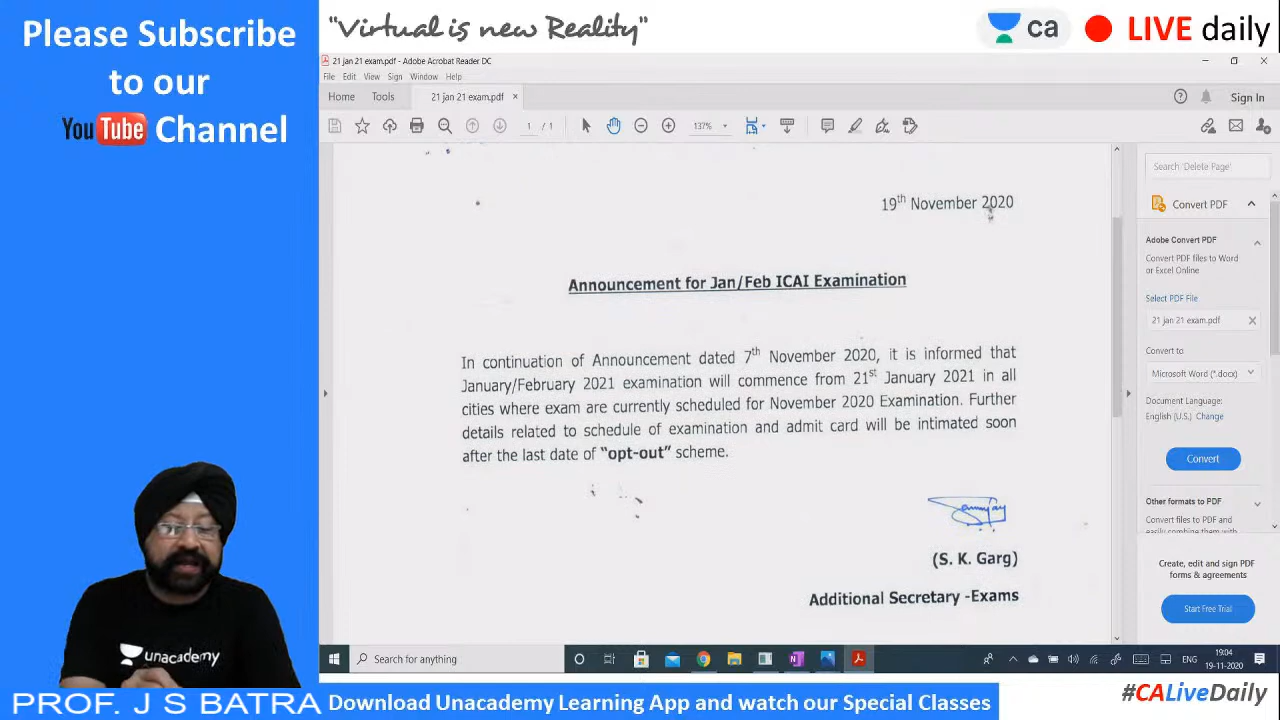 Please Subscribe
to our
YouTube Channel
"Virtual is new Reality"
ca
LIVE daily
21 jan 21 exam.pdf - Adobe Acrobat Reader DC
File Edit View Sign Window Help
Home Tools 21 jan 21 exam.pdf ×
Sign In
1 / 1
137%
19th November 2020
Announcement for Jan/Feb ICAI Examination
In continuation of Announcement dated 7th November 2020, it is informed that
January/February 2021 examination will commence from 21st January 2021 in all
cities where exam are currently scheduled for November 2020 Examination. Further
details related to schedule of examination and admit card will be intimated soon
after the last date of "opt-out" scheme.
(S. K. Garg)
Additional Secretary -Exams
Search 'Delete Page'
Convert PDF
Adobe Convert PDF
Convert PDF files to Word
or Excel Online
Select PDF File
21 jan 21 exam.pdf
Convert to
Microsoft Word (*.docx)
Document Language:
English (U.S.) Change
Convert
Other formats to PDF
Convert files to PDF and
easily combine them with
Create, edit and sign PDF
forms & agreements
Start Free Trial
unacademy
Search for anything
ENG
19:04
19-11-2020
PROF. J S BATRA
Download Unacademy Learning App and watch our Special Classes
#CALiveDaily